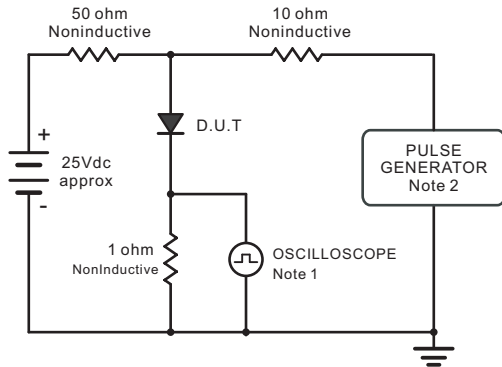 50 ohm
Noninductive
10 ohm
Noninductive
D.U.T
+
25Vdc
approx
-
PULSE
GENERATOR
Note 2
1 ohm
NonInductive
OSCILLOSCOPE
Note 1